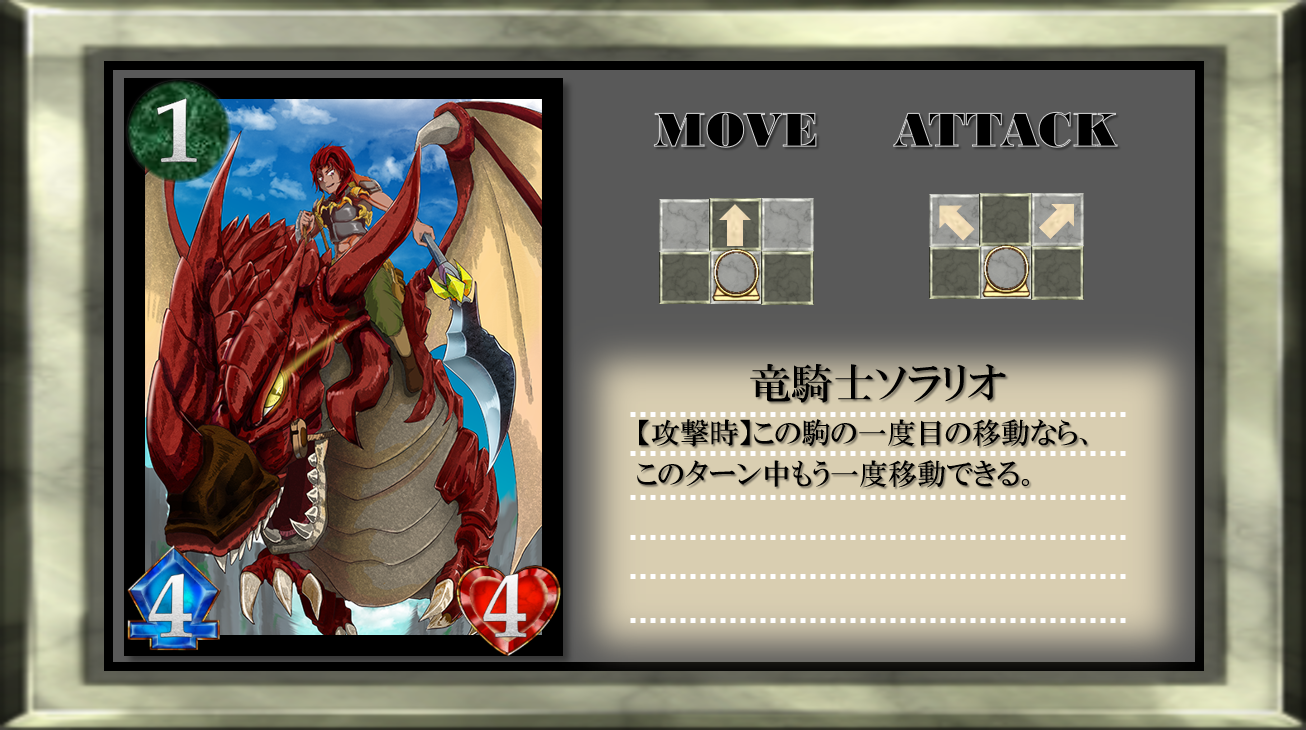 1
MOVE
ATTACK
竜騎士ソラリオ
【攻撃時】この駒の一度目の移動なら、
このターン中もう一度移動できる。
4
4